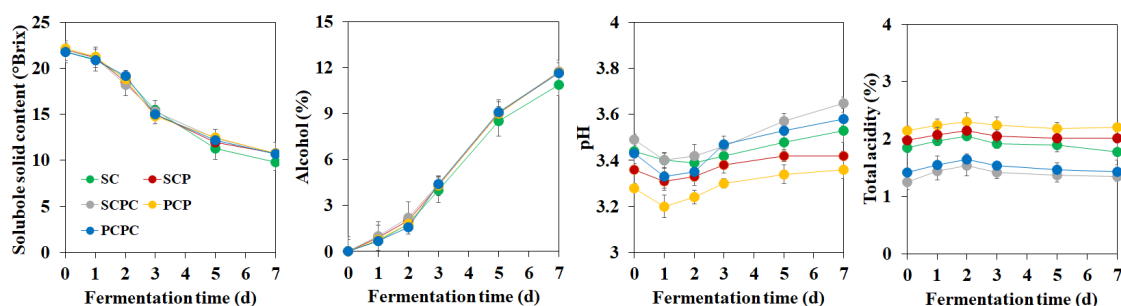 Solubole solid content (°Brix)
25
20
15
10
5
0
SC
SCP
SCPC
PCP
PCPC
0 1 2 3 4 5 6 7
Fermentation time (d)
Alcohol (%)
15
12
9
6
3
0
0 1 2 3 4 5 6 7
Fermentation time (d)
pH
4
3.8
3.6
3.4
3.2
3
0 1 2 3 4 5 6 7
Fermentation time (d)
Total acidity (%)
4
3
2
1
0
0 1 2 3 4 5 6 7
Fermentation time (d)